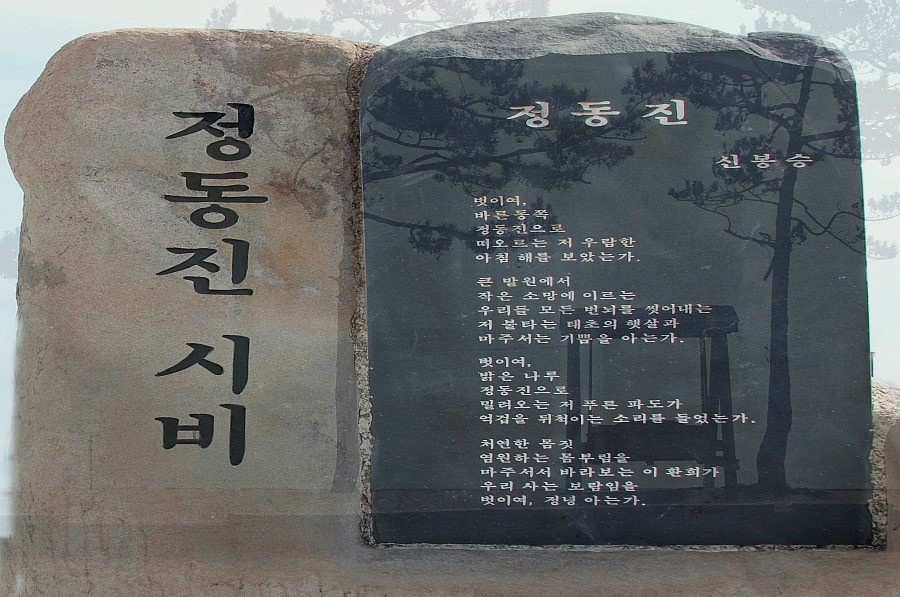 정동진 시비
정동진
신봉승
벗이여,
바른 동쪽
정동진으로
떠오르는 저 우람한
아침 해를 보았는가.
큰 발원에서
작은 소망에 이르는
우리들 모든 번뇌를 씻어내는
저 불타는 태초의 햇살과
마주서는 기쁨을 아는가.
벗이여,
밝은 나루
정동진으로
밀려오는 저 푸른 파도가
억겁을 뒤척이는 소리를 들었는가.
처연한 몸짓
염원하는 몸부림을
마주서서 바라보는 이 환희가
우리 사는 보람임을
벗이여, 정녕 아는가.